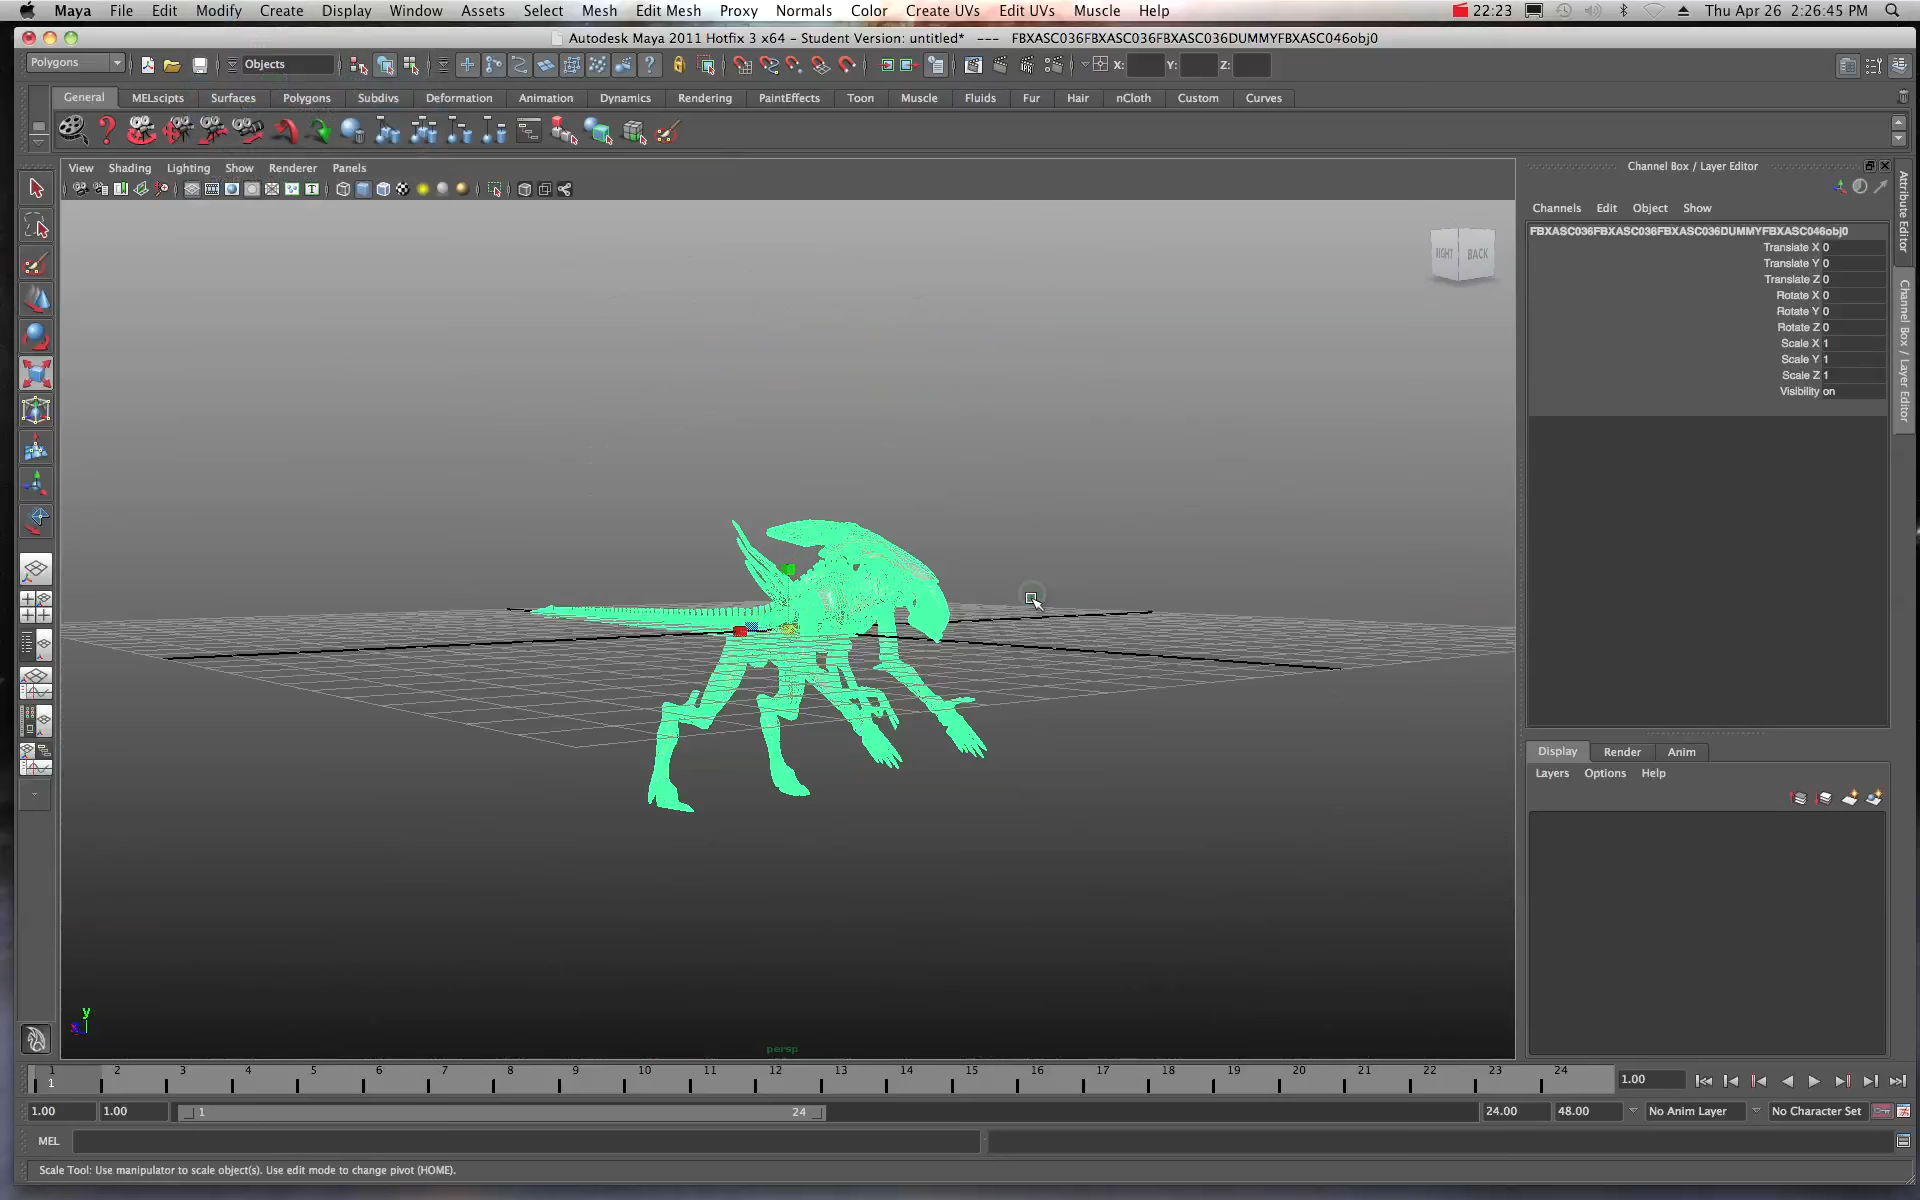 Maya File Edit Modify Create Display Window Assets Select Mesh Edit Mesh Proxy Normals Color Create UVs Edit UVs Muscle Help 22:23 Thu Apr 26 2:26:45 PM
Autodesk Maya 2011 Hotfix 3 x64 - Student Version: untitled* --- FBXASC036FBXASC036FBXASC036DUMMYFBXASC046obj0
Polygons Objects X: Y: Z:
General MELscipts Surfaces Polygons Subdivs Deformation Animation Dynamics Rendering PaintEffects Toon Muscle Fluids Fur Hair nCloth Custom Curves
View Shading Lighting Show Renderer Panels
Channel Box / Layer Editor
Channels Edit Object Show
FBXASC036FBXASC036FBXASC036DUMMYFBXASC046obj0
Translate X 0
Translate Y 0
Translate Z 0
Rotate X 0
Rotate Y 0
Rotate Z 0
Scale X 1
Scale Y 1
Scale Z 1
Visibility on
Attribute Editor
Channel Box / Layer Editor
RIGHT BACK
Display Render Anim
Layers Options Help
y
persp
1 2 3 4 5 6 7 8 9 10 11 12 13 14 15 16 17 18 19 20 21 22 23 24
1 1.00
1.00 1.00 1 24 24.00 48.00 No Anim Layer No Character Set
MEL
Scale Tool: Use manipulator to scale object(s). Use edit mode to change pivot (HOME).